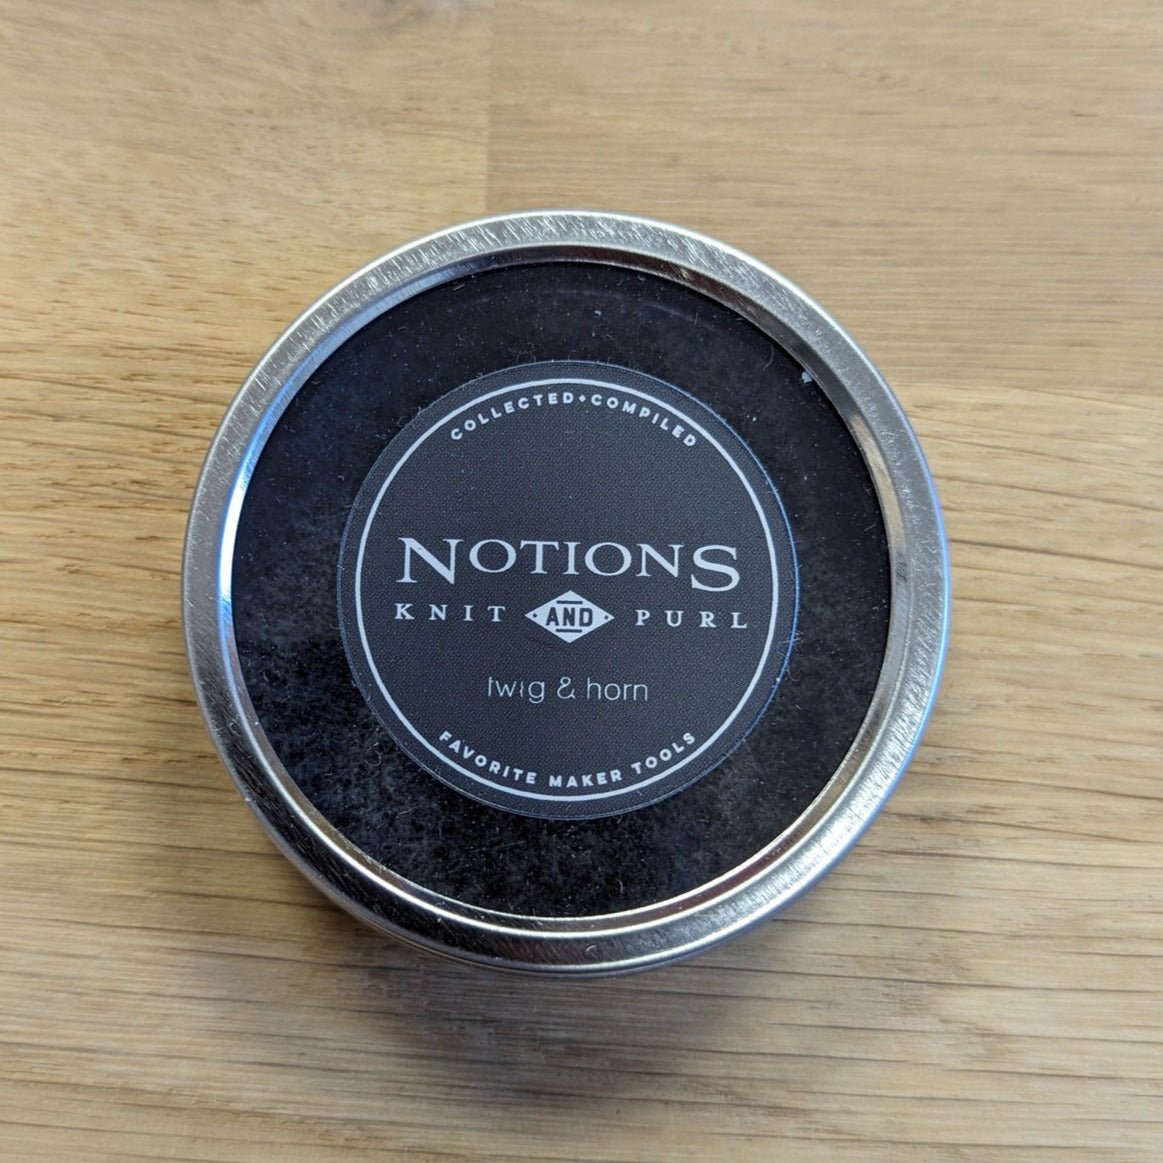 COLLECTED+COMPILED
NOTIONS
KNIT AND PURL
twig & horn
FAVORITE MAKER TOOLS